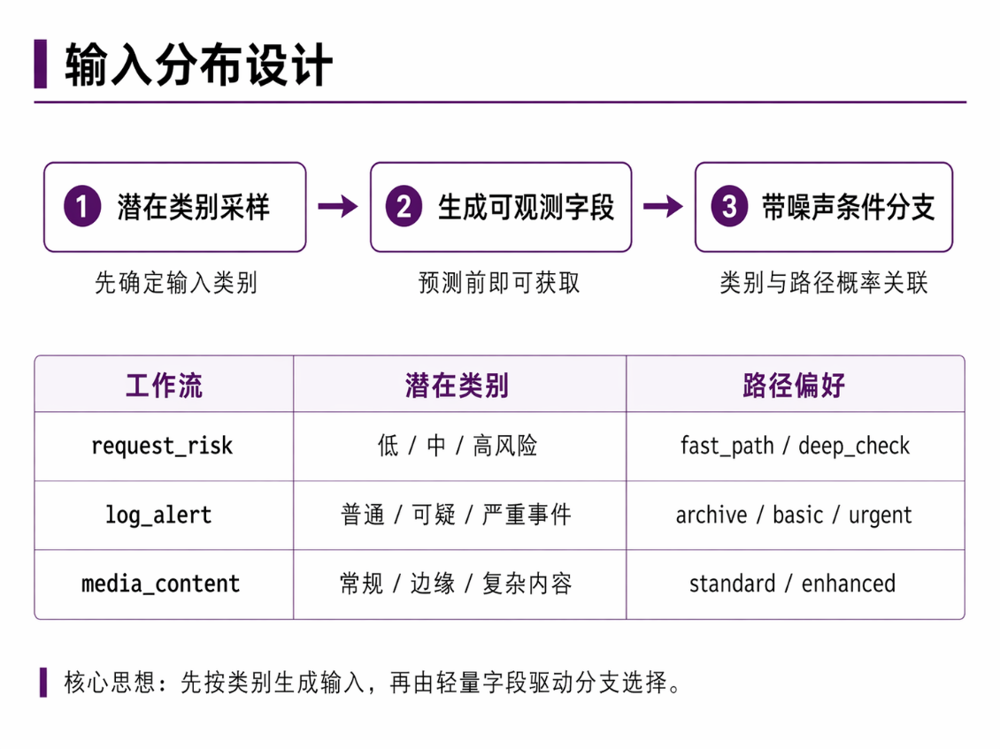 输入分布设计
1 潜在类别采样
2 生成可观测字段
3 带噪声条件分支
先确定输入类别
预测前即可获取
类别与路径概率关联
工作流 潜在类别 路径偏好
request_risk 低 / 中 / 高风险 fast_path / deep_check
log_alert 普通 / 可疑 / 严重事件 archive / basic / urgent
media_content 常规 / 边缘 / 复杂内容 standard / enhanced
核心思想：先按类别生成输入，再由轻量字段驱动分支选择。